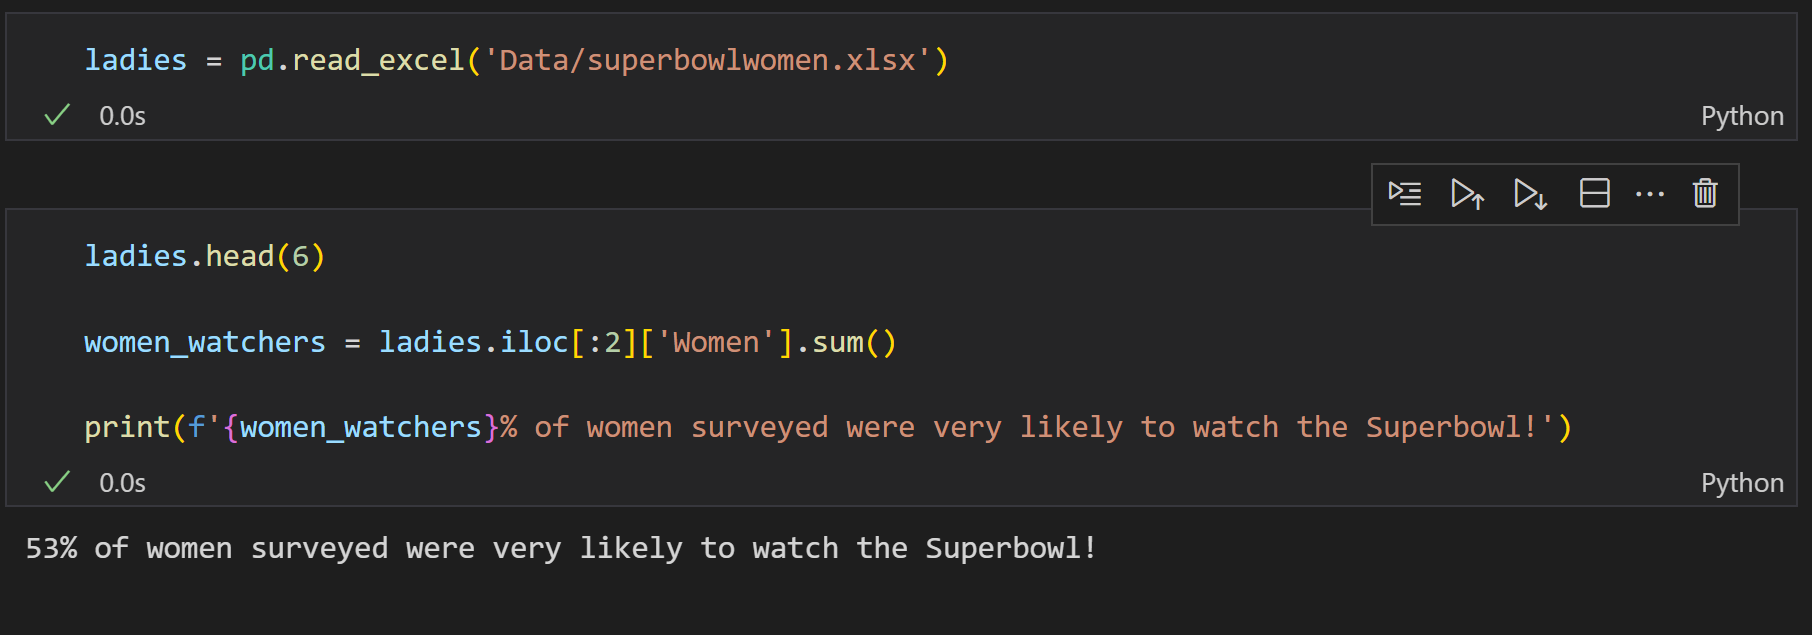 ladies = pd.read_excel('Data/superbowlwomen.xlsx')
0.0s
Python
ladies.head(6)
women_watchers = ladies.iloc[:2]['Women'].sum()
print(f'{women_watchers}% of women surveyed were very likely to watch the Superbowl!')
0.0s
Python
53% of women surveyed were very likely to watch the Superbowl!